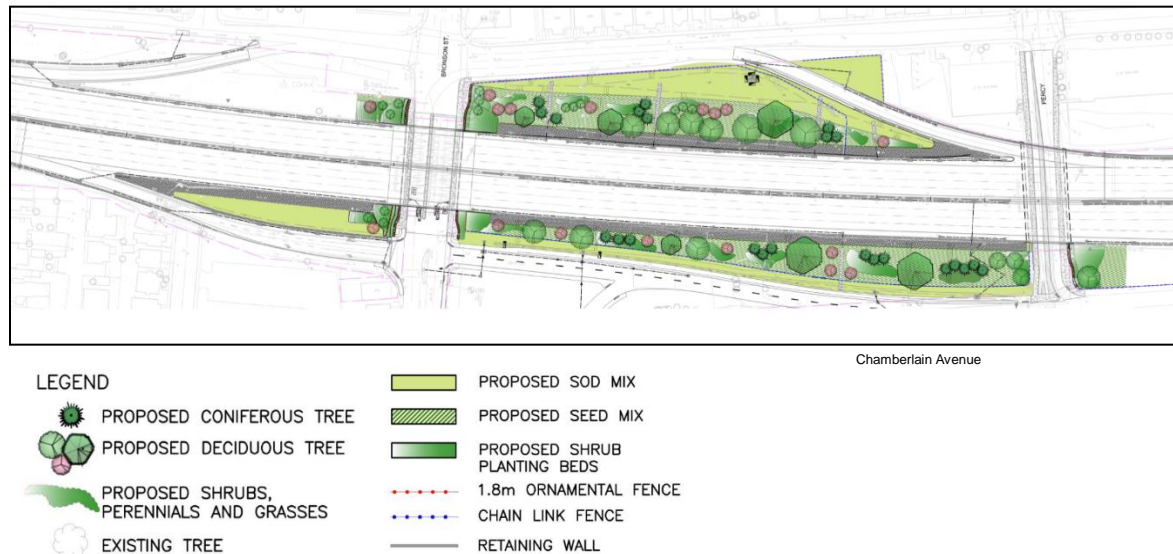 BRONSON ST.
PERCY
Chamberlain Avenue
LEGEND
PROPOSED CONIFEROUS TREE
PROPOSED DECIDUOUS TREE
PROPOSED SHRUBS,
PERENNIALS AND GRASSES
EXISTING TREE
PROPOSED SOD MIX
PROPOSED SEED MIX
PROPOSED SHRUB
PLANTING BEDS
1.8m ORNAMENTAL FENCE
CHAIN LINK FENCE
RETAINING WALL